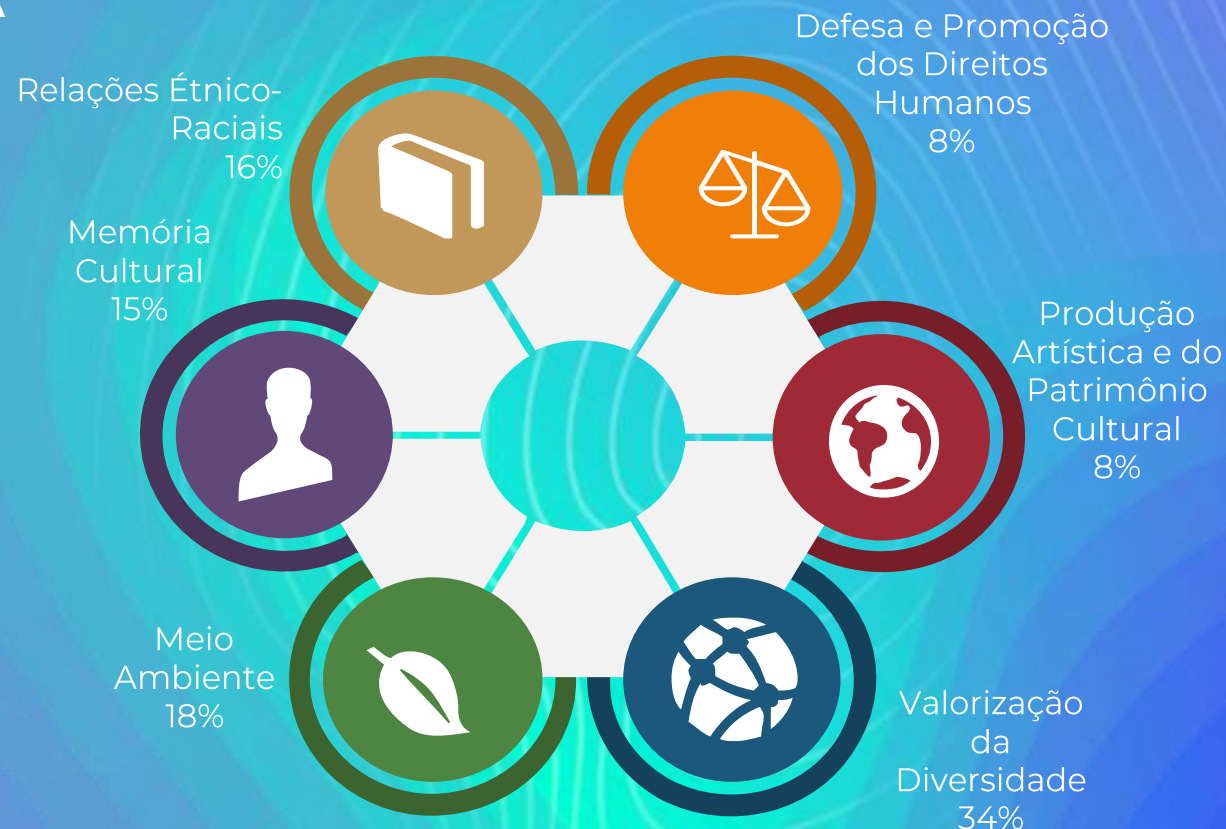 Defesa e Promoção
dos Direitos
Humanos
8%
Relações Étnico-
Raciais
16%
Memória
Cultural
15%
Produção
Artística e do
Patrimônio
Cultural
8%
Meio
Ambiente
18%
Valorização
da
Diversidade
34%